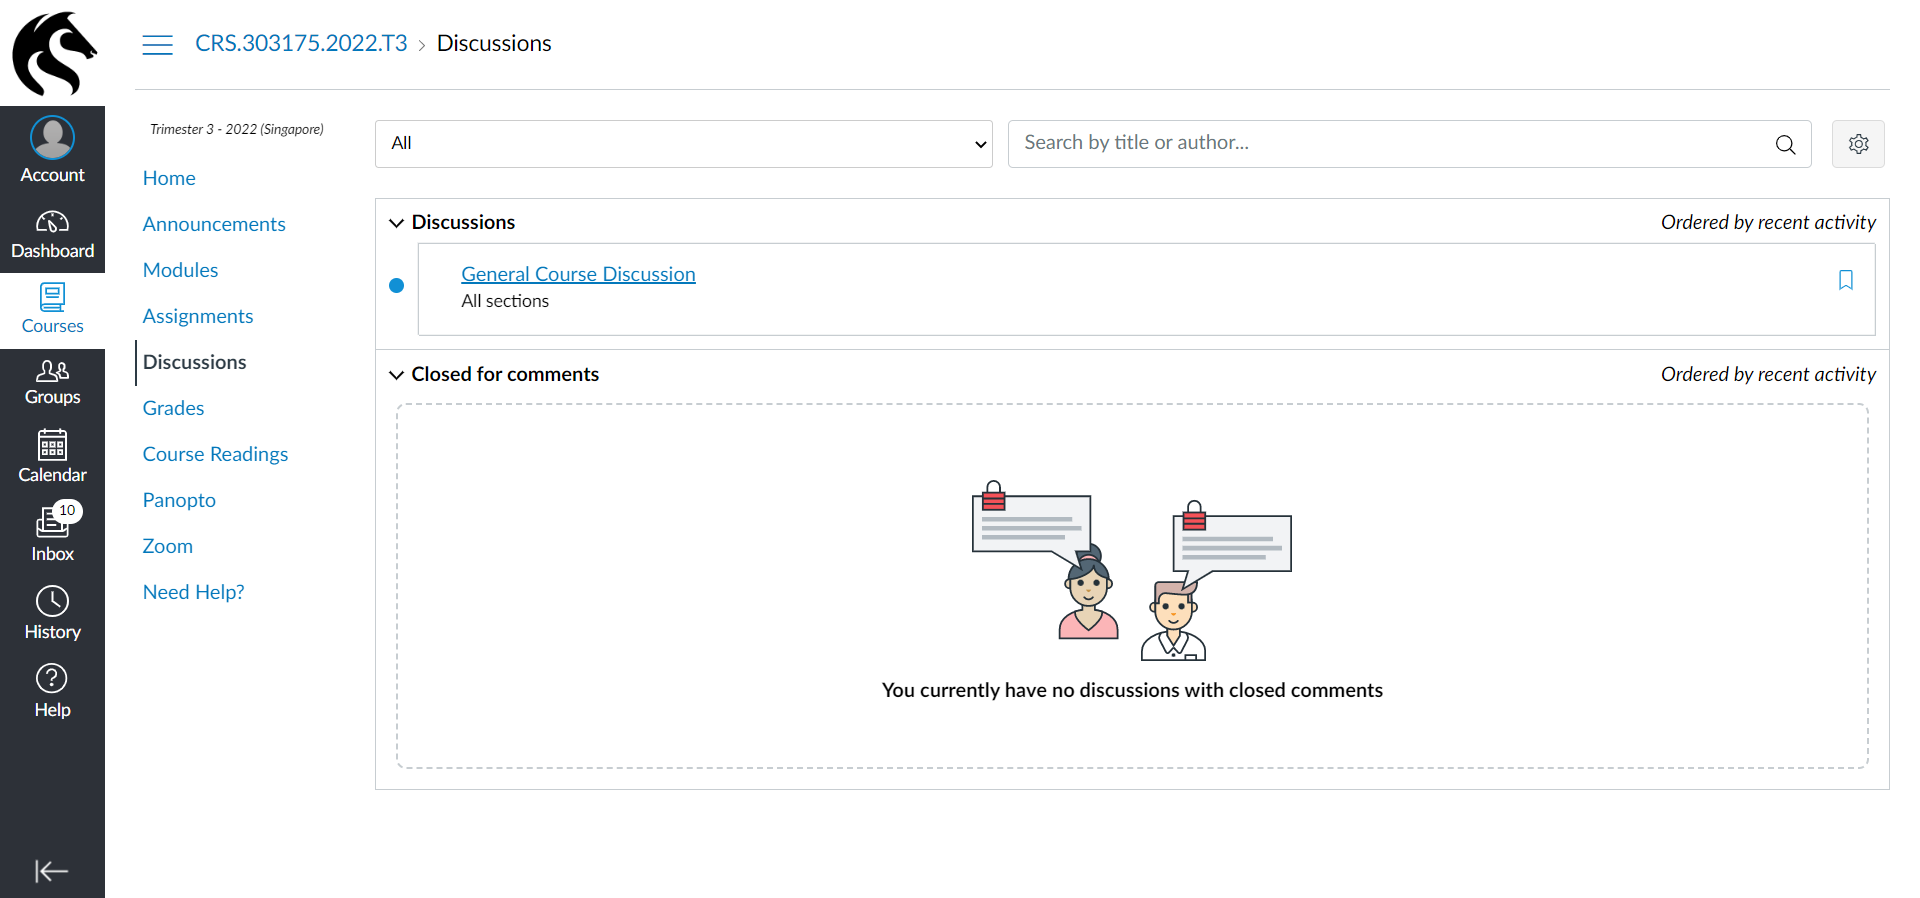 CRS.303175.2022.T3 › Discussions
Account
Dashboard
Courses
Groups
Calendar
10
Inbox
History
Help
Trimester 3 - 2022 (Singapore)
Home
Announcements
Modules
Assignments
Discussions
Grades
Course Readings
Panopto
Zoom
Need Help?
All
Search by title or author...
Discussions
Ordered by recent activity
General Course Discussion
All sections
Closed for comments
Ordered by recent activity
You currently have no discussions with closed comments